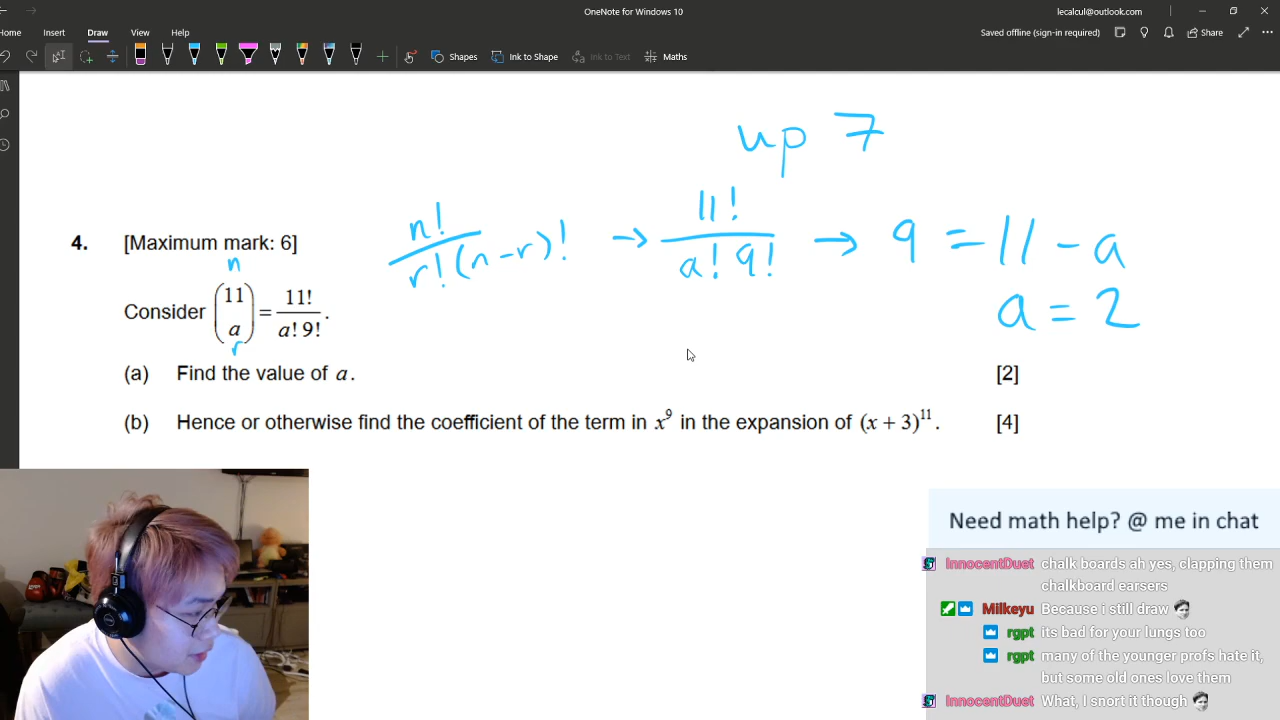 OneNote for Windows 10
lecalcul@outlook.com
Home Insert Draw View Help
Saved offline (sign-in required)
Share
Shapes
Ink to Shape
Ink to Text
Maths
up 7
n!/r!(n-r)! → 11!/a! 9! → 9 = 11 - a
a = 2
4. [Maximum mark: 6]
n
Consider (11 a) = 11!/a! 9!.
r
(a) Find the value of a. [2]
(b) Hence or otherwise find the coefficient of the term in x⁹ in the expansion of (x + 3)¹¹. [4]
Need math help? @ me in chat
InnocentDuet chalk boards ah yes, clapping them
chalkboard earsers
Milkeyu Because i still draw
rgpt its bad for your lungs too
rgpt many of the younger profs hate it,
but some old ones love them
InnocentDuet What, I snort it though